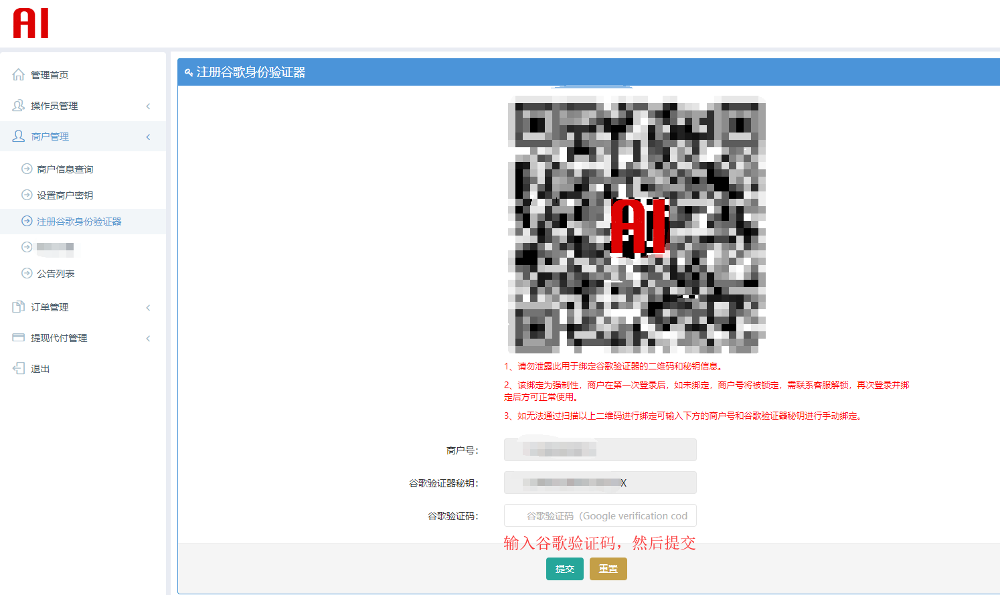 AI
管理首页
操作员管理
商户管理
商户信息查询
设置商户密钥
注册谷歌身份验证器
公告列表
订单管理
提现代付管理
退出
注册谷歌身份验证器
AI
1、请勿泄露此用于绑定谷歌验证器的二维码和秘钥信息。
2、该绑定为强制性，商户在第一次登录后，如未绑定，商户号将被锁定，需联系客服解锁，再次登录并绑
定后方可正常使用。
3、如无法通过扫描以上二维码进行绑定可输入下方的商户号和谷歌验证器秘钥进行手动绑定。
商户号：
谷歌验证器秘钥：
X
谷歌验证码：
谷歌验证码（Google verification cod
输入谷歌验证码，然后提交
提交
重置